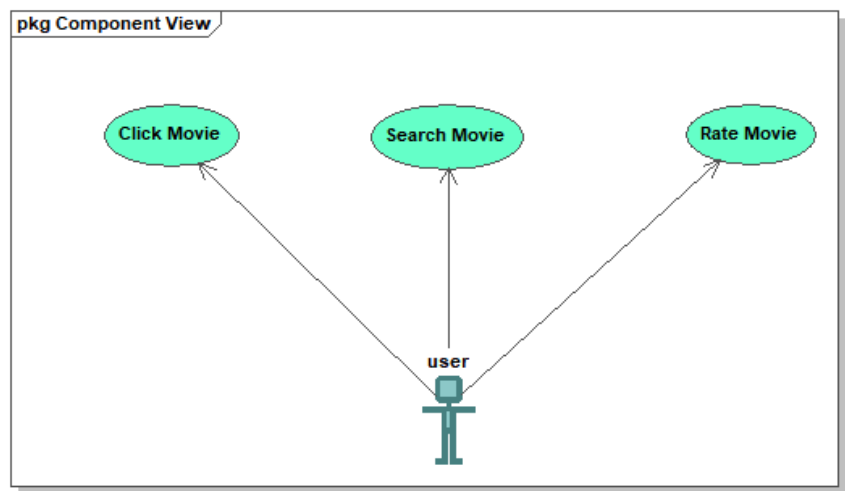 pkg Component View
Click Movie
Search Movie
Rate Movie
user